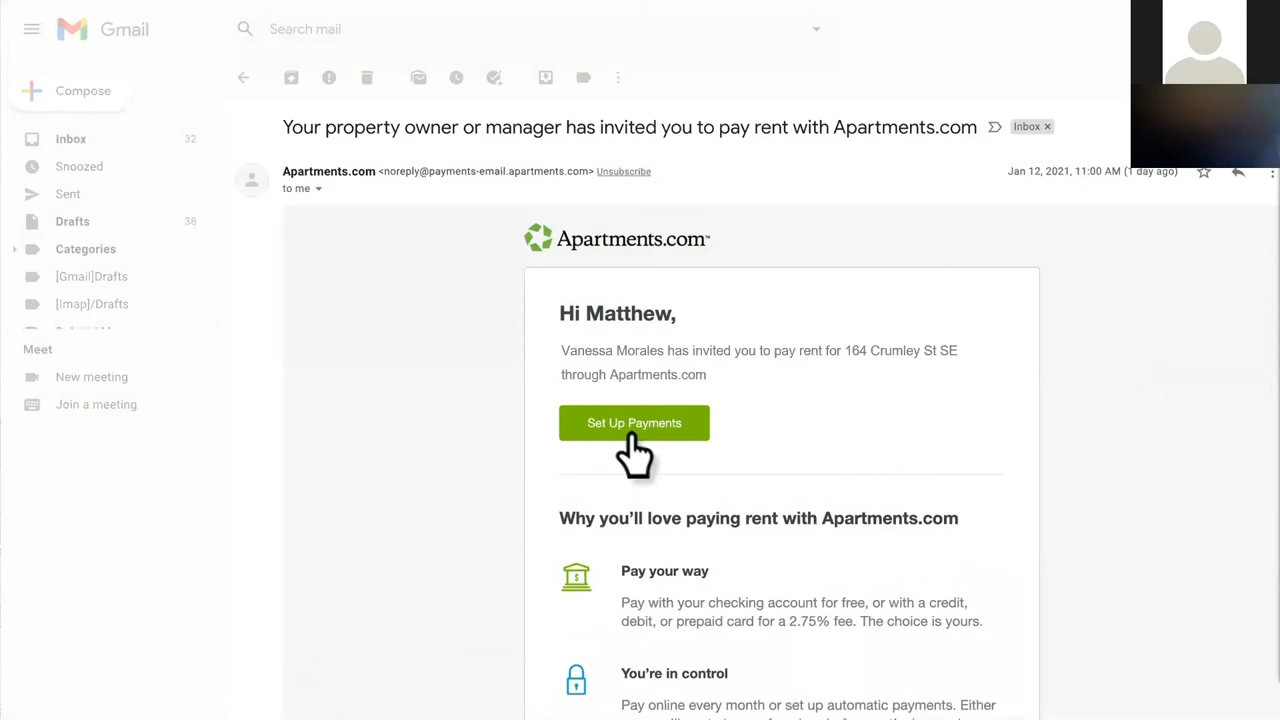 Gmail
Search mail
Compose
Inbox 32
Snoozed
Sent
Drafts 38
Categories
[Gmail]Drafts
[Imap]/Drafts
Meet
New meeting
Join a meeting
Your property owner or manager has invited you to pay rent with Apartments.com Inbox ×
Apartments.com <noreply@payments-email.apartments.com> Unsubscribe
Jan 12, 2021, 11:00 AM (1 day ago)
to me
Apartments.com™
Hi Matthew,
Vanessa Morales has invited you to pay rent for 164 Crumley St SE
through Apartments.com
Set Up Payments
Why you'll love paying rent with Apartments.com
Pay your way
Pay with your checking account for free, or with a credit,
debit, or prepaid card for a 2.75% fee. The choice is yours.
You're in control
Pay online every month or set up automatic payments. Either